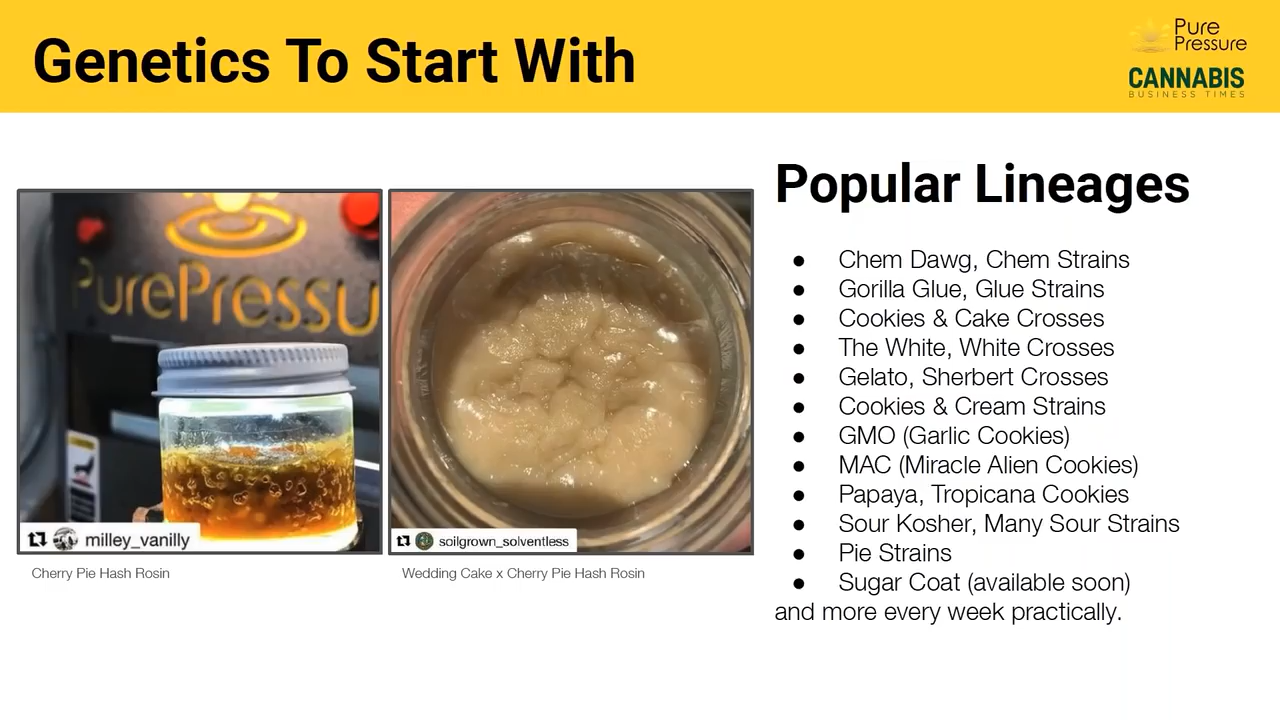 Genetics To Start With
Pure
Pressure
CANNABIS
BUSINESS TIMES
Popular Lineages
● Chem Dawg, Chem Strains
● Gorilla Glue, Glue Strains
● Cookies & Cake Crosses
● The White, White Crosses
● Gelato, Sherbert Crosses
● Cookies & Cream Strains
● GMO (Garlic Cookies)
● MAC (Miracle Alien Cookies)
● Papaya, Tropicana Cookies
● Sour Kosher, Many Sour Strains
● Pie Strains
● Sugar Coat (available soon)
and more every week practically.
PurePressu
milley_vanilly
soilgrown_solventless
Cherry Pie Hash Rosin
Wedding Cake x Cherry Pie Hash Rosin